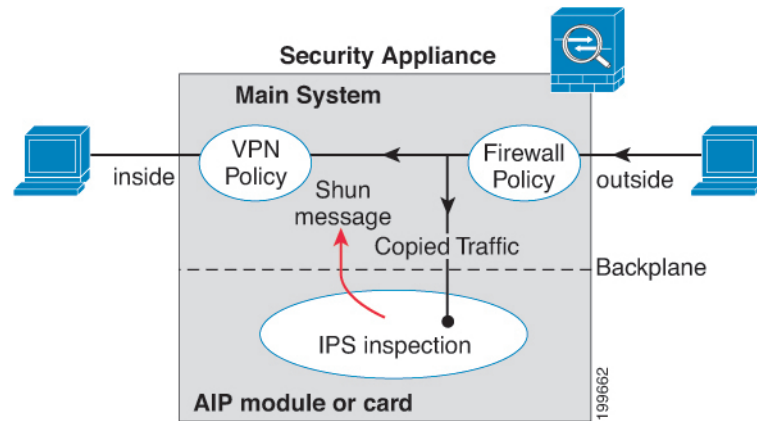 Security Appliance
Main System
VPN
Policy
Firewall
Policy
inside
outside
Shun
message
Copied Traffic
Backplane
IPS inspection
AIP module or card
199662